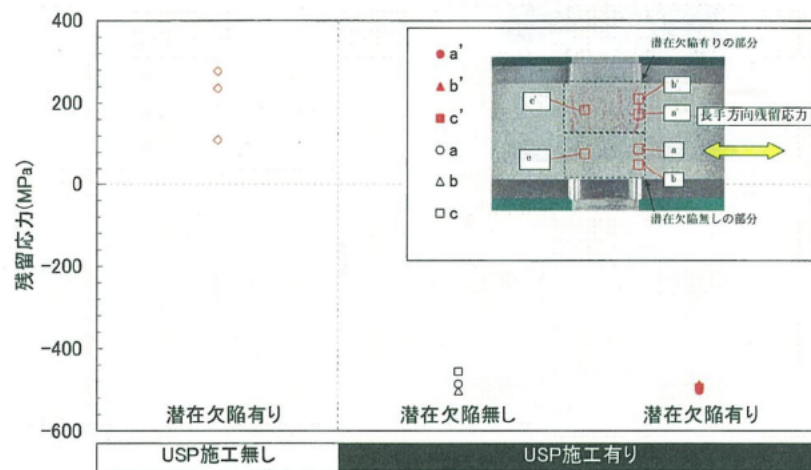 400
200
0
−200
−400
−600
残留応力(MPa)
a'
b'
c'
a
b
c
潜在欠陥有りの部分
c'
b'
a'
長手方向残留応力
a
b
潜在欠陥無しの部分
潜在欠陥有り
潜在欠陥無し
潜在欠陥有り
USP施工無し
USP施工有り